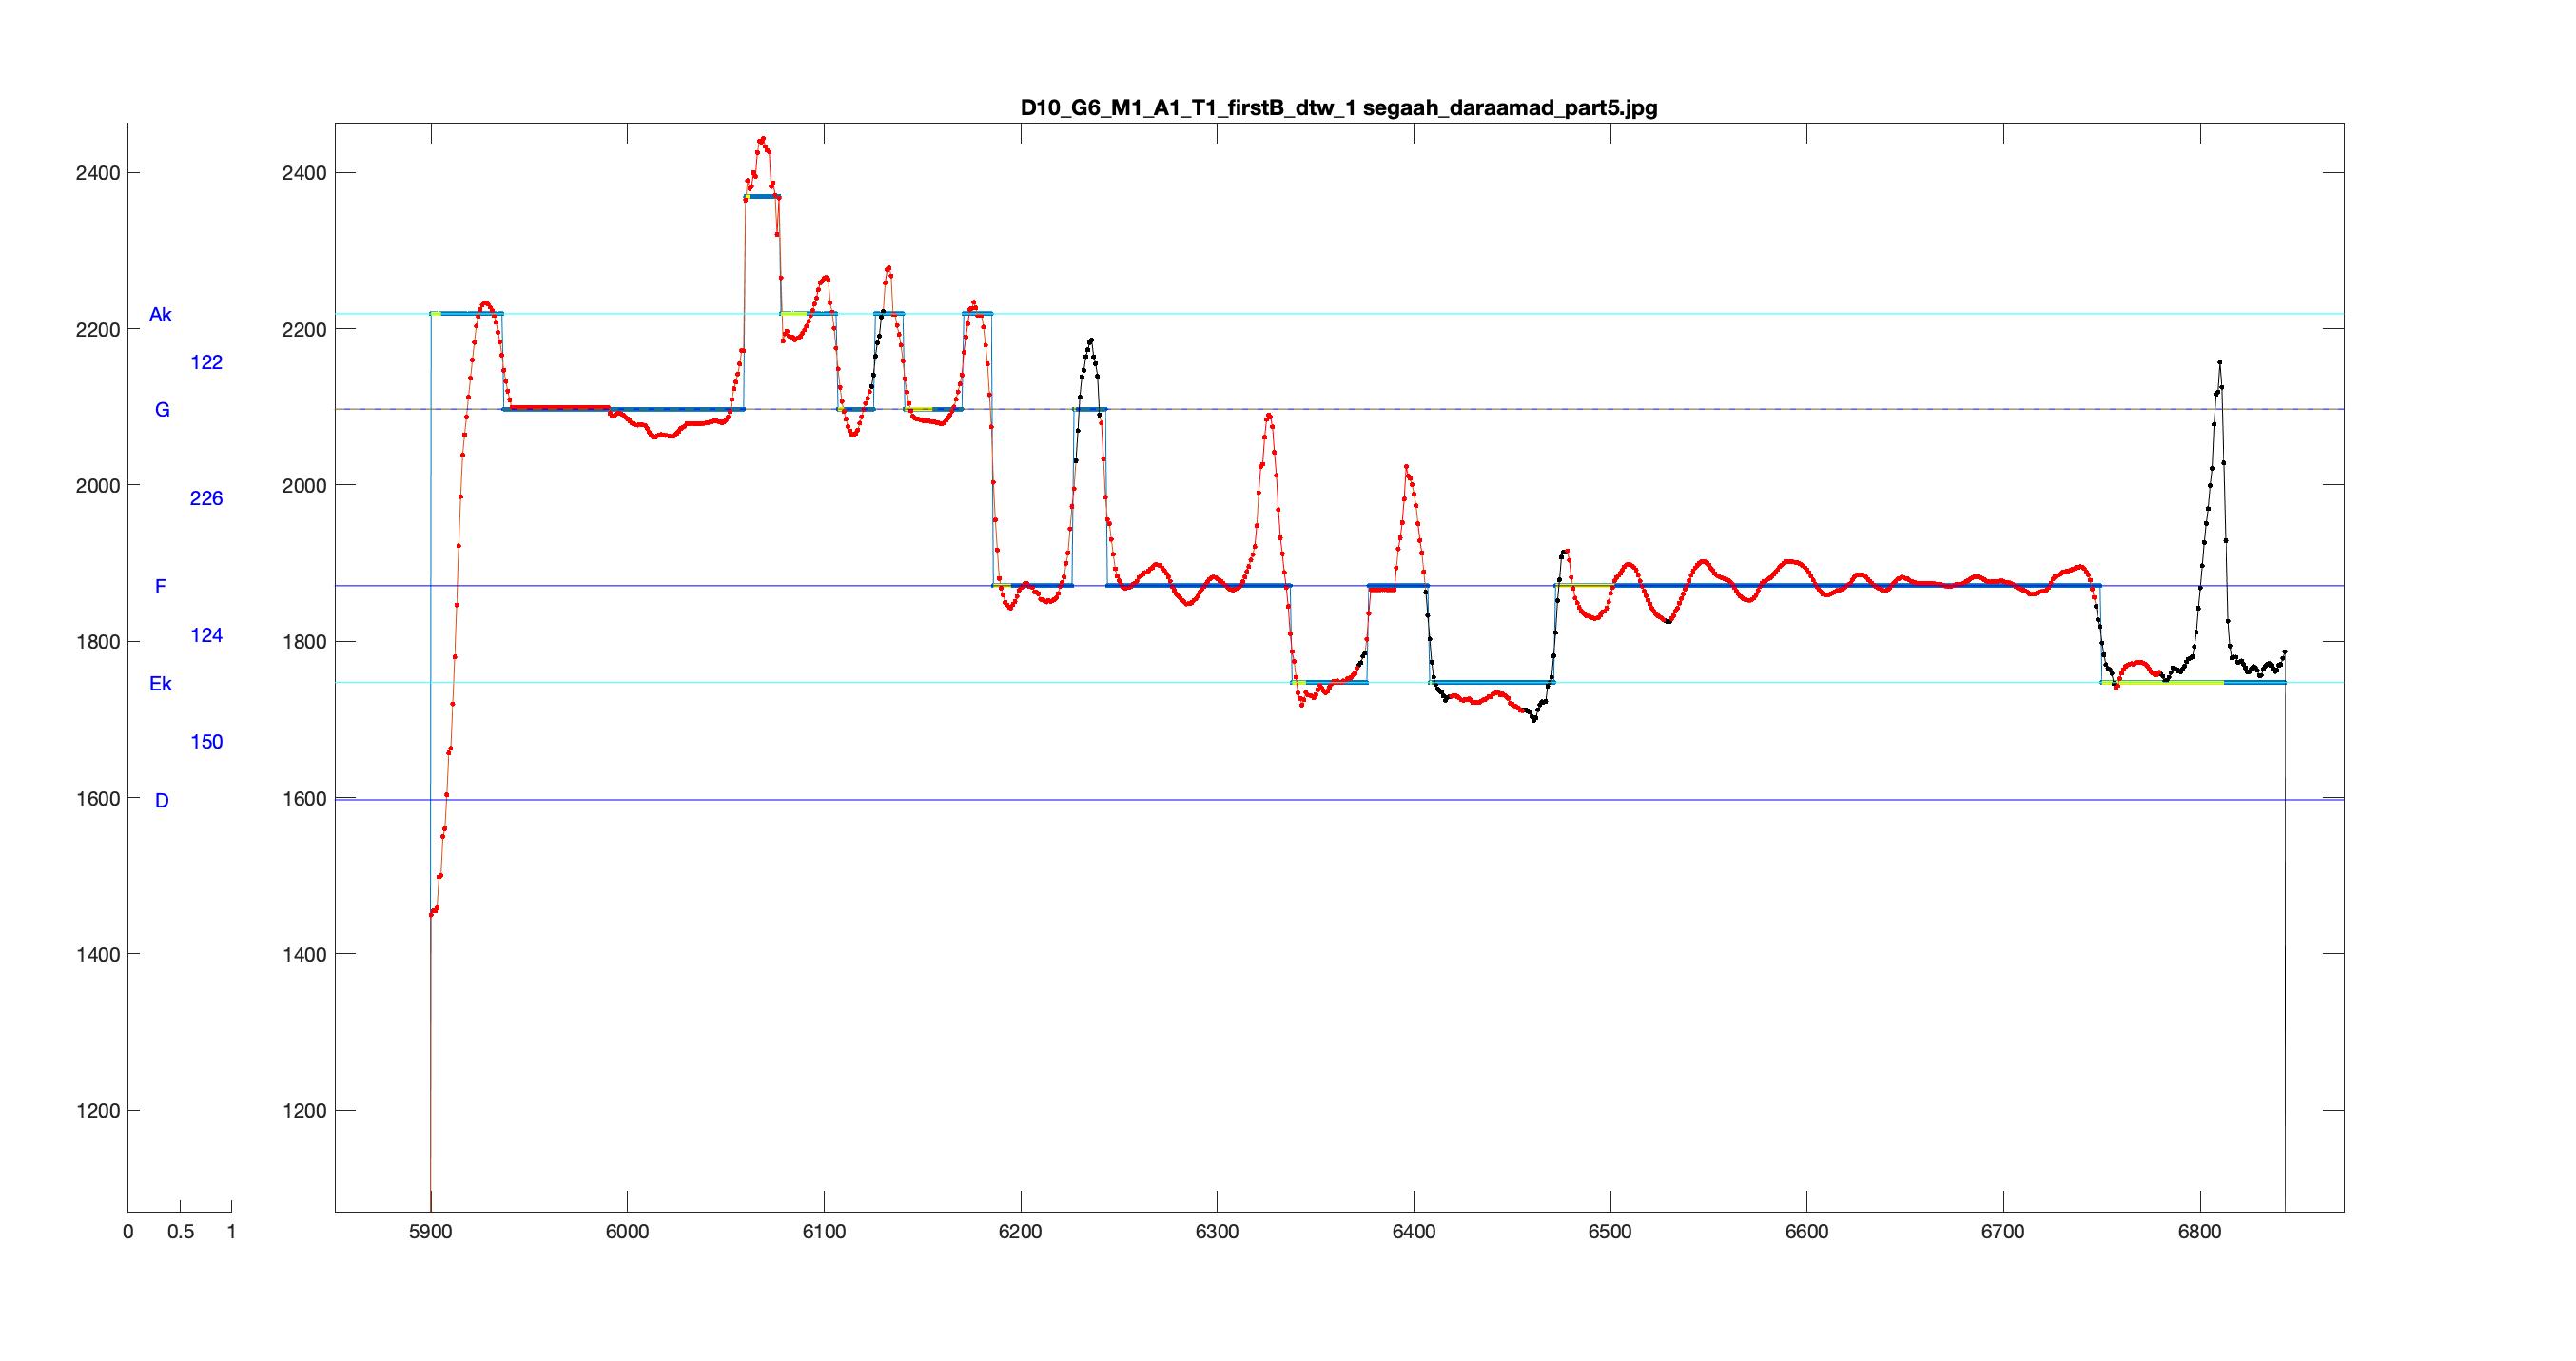 D10_G6_M1_A1_T1_firstB_dtw_1 segaah_daraamad_part5.jpg
2400 2400
Ak
2200 2200
122
G
2000 2000
226
F
1800 1800
124
Ek
150
1600 D 1600
1400 1400
1200 1200
0 0.5 1 5900 6000 6100 6200 6300 6400 6500 6600 6700 6800